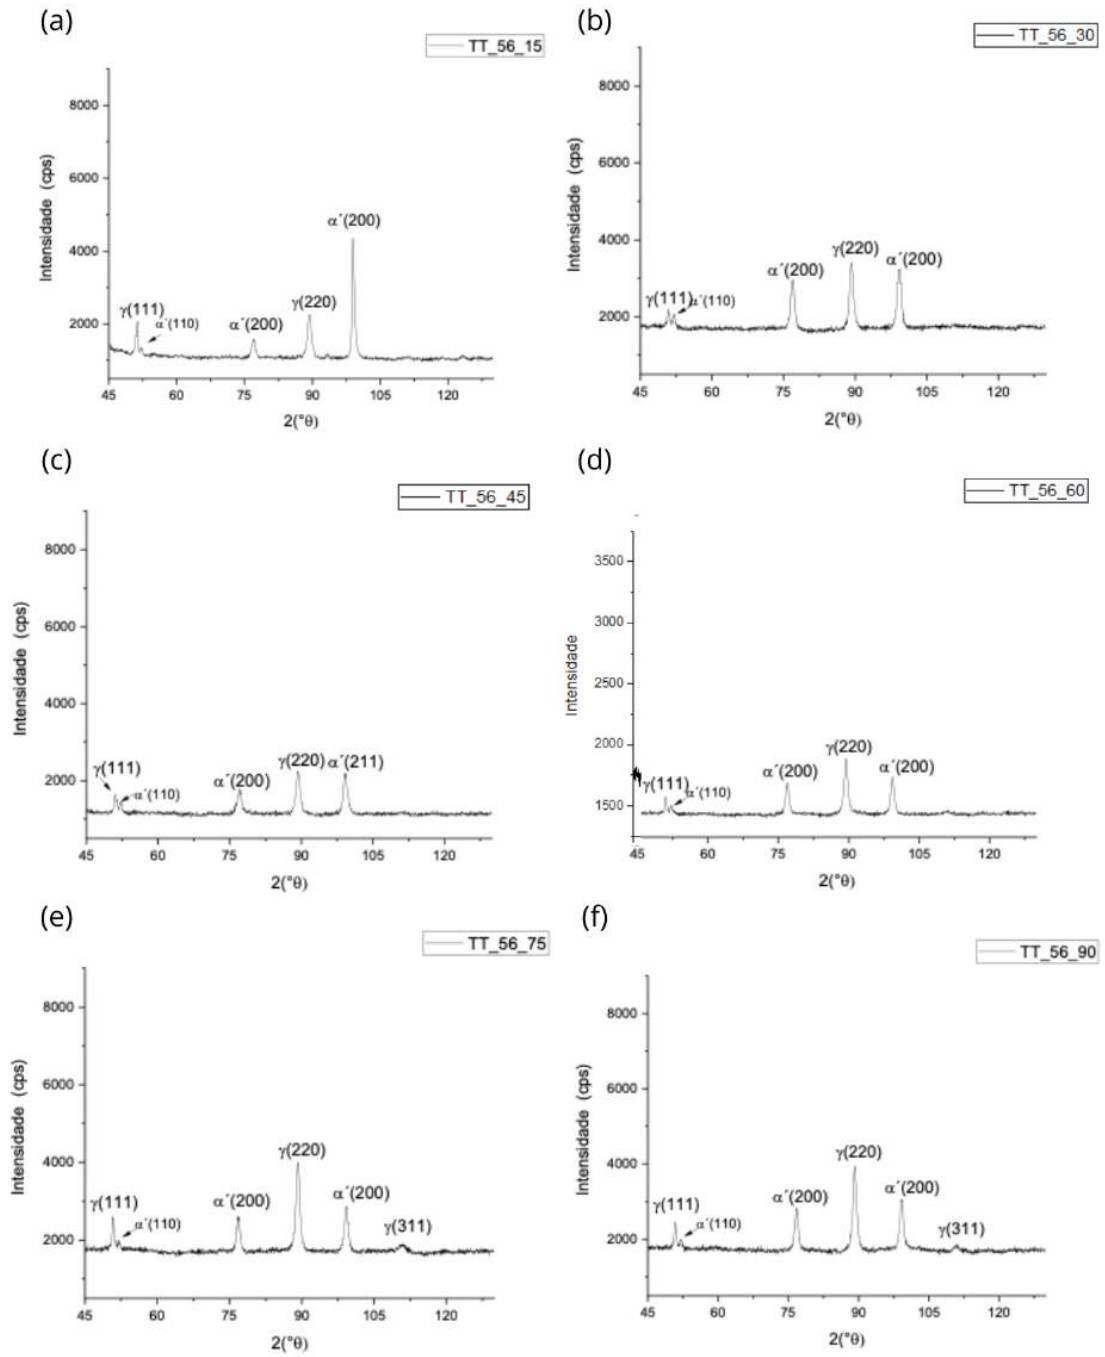 (a)
TT_56_15
8000
6000
4000
2000
Intensidade (cps)
γ(111)
α´(110)
α´(200)
γ(220)
α´(200)
45 60 75 90 105 120
2(°θ)
(b)
TT_56_30
8000
6000
4000
2000
Intensidade (cps)
γ(111)
α´(110)
α´(200)
γ(220)
α´(200)
45 60 75 90 105 120
2(°θ)
(c)
TT_56_45
8000
6000
4000
2000
Intensidade (cps)
γ(111)
α´(110)
α´(200)
γ(220)
α´(211)
45 60 75 90 105 120
2(°θ)
(d)
TT_56_60
3500
3000
2500
2000
1500
Intensidade
γ(111)
α´(110)
α´(200)
γ(220)
α´(200)
45 60 75 90 105 120
2(°θ)
(e)
TT_56_75
8000
6000
4000
2000
Intensidade (cps)
γ(111)
α´(110)
α´(200)
γ(220)
α´(200)
γ(311)
45 60 75 90 105 120
2(°θ)
(f)
TT_56_90
8000
6000
4000
2000
Intensidade (cps)
γ(111)
α´(110)
α´(200)
γ(220)
α´(200)
γ(311)
45 60 75 90 105 120
2(°θ)